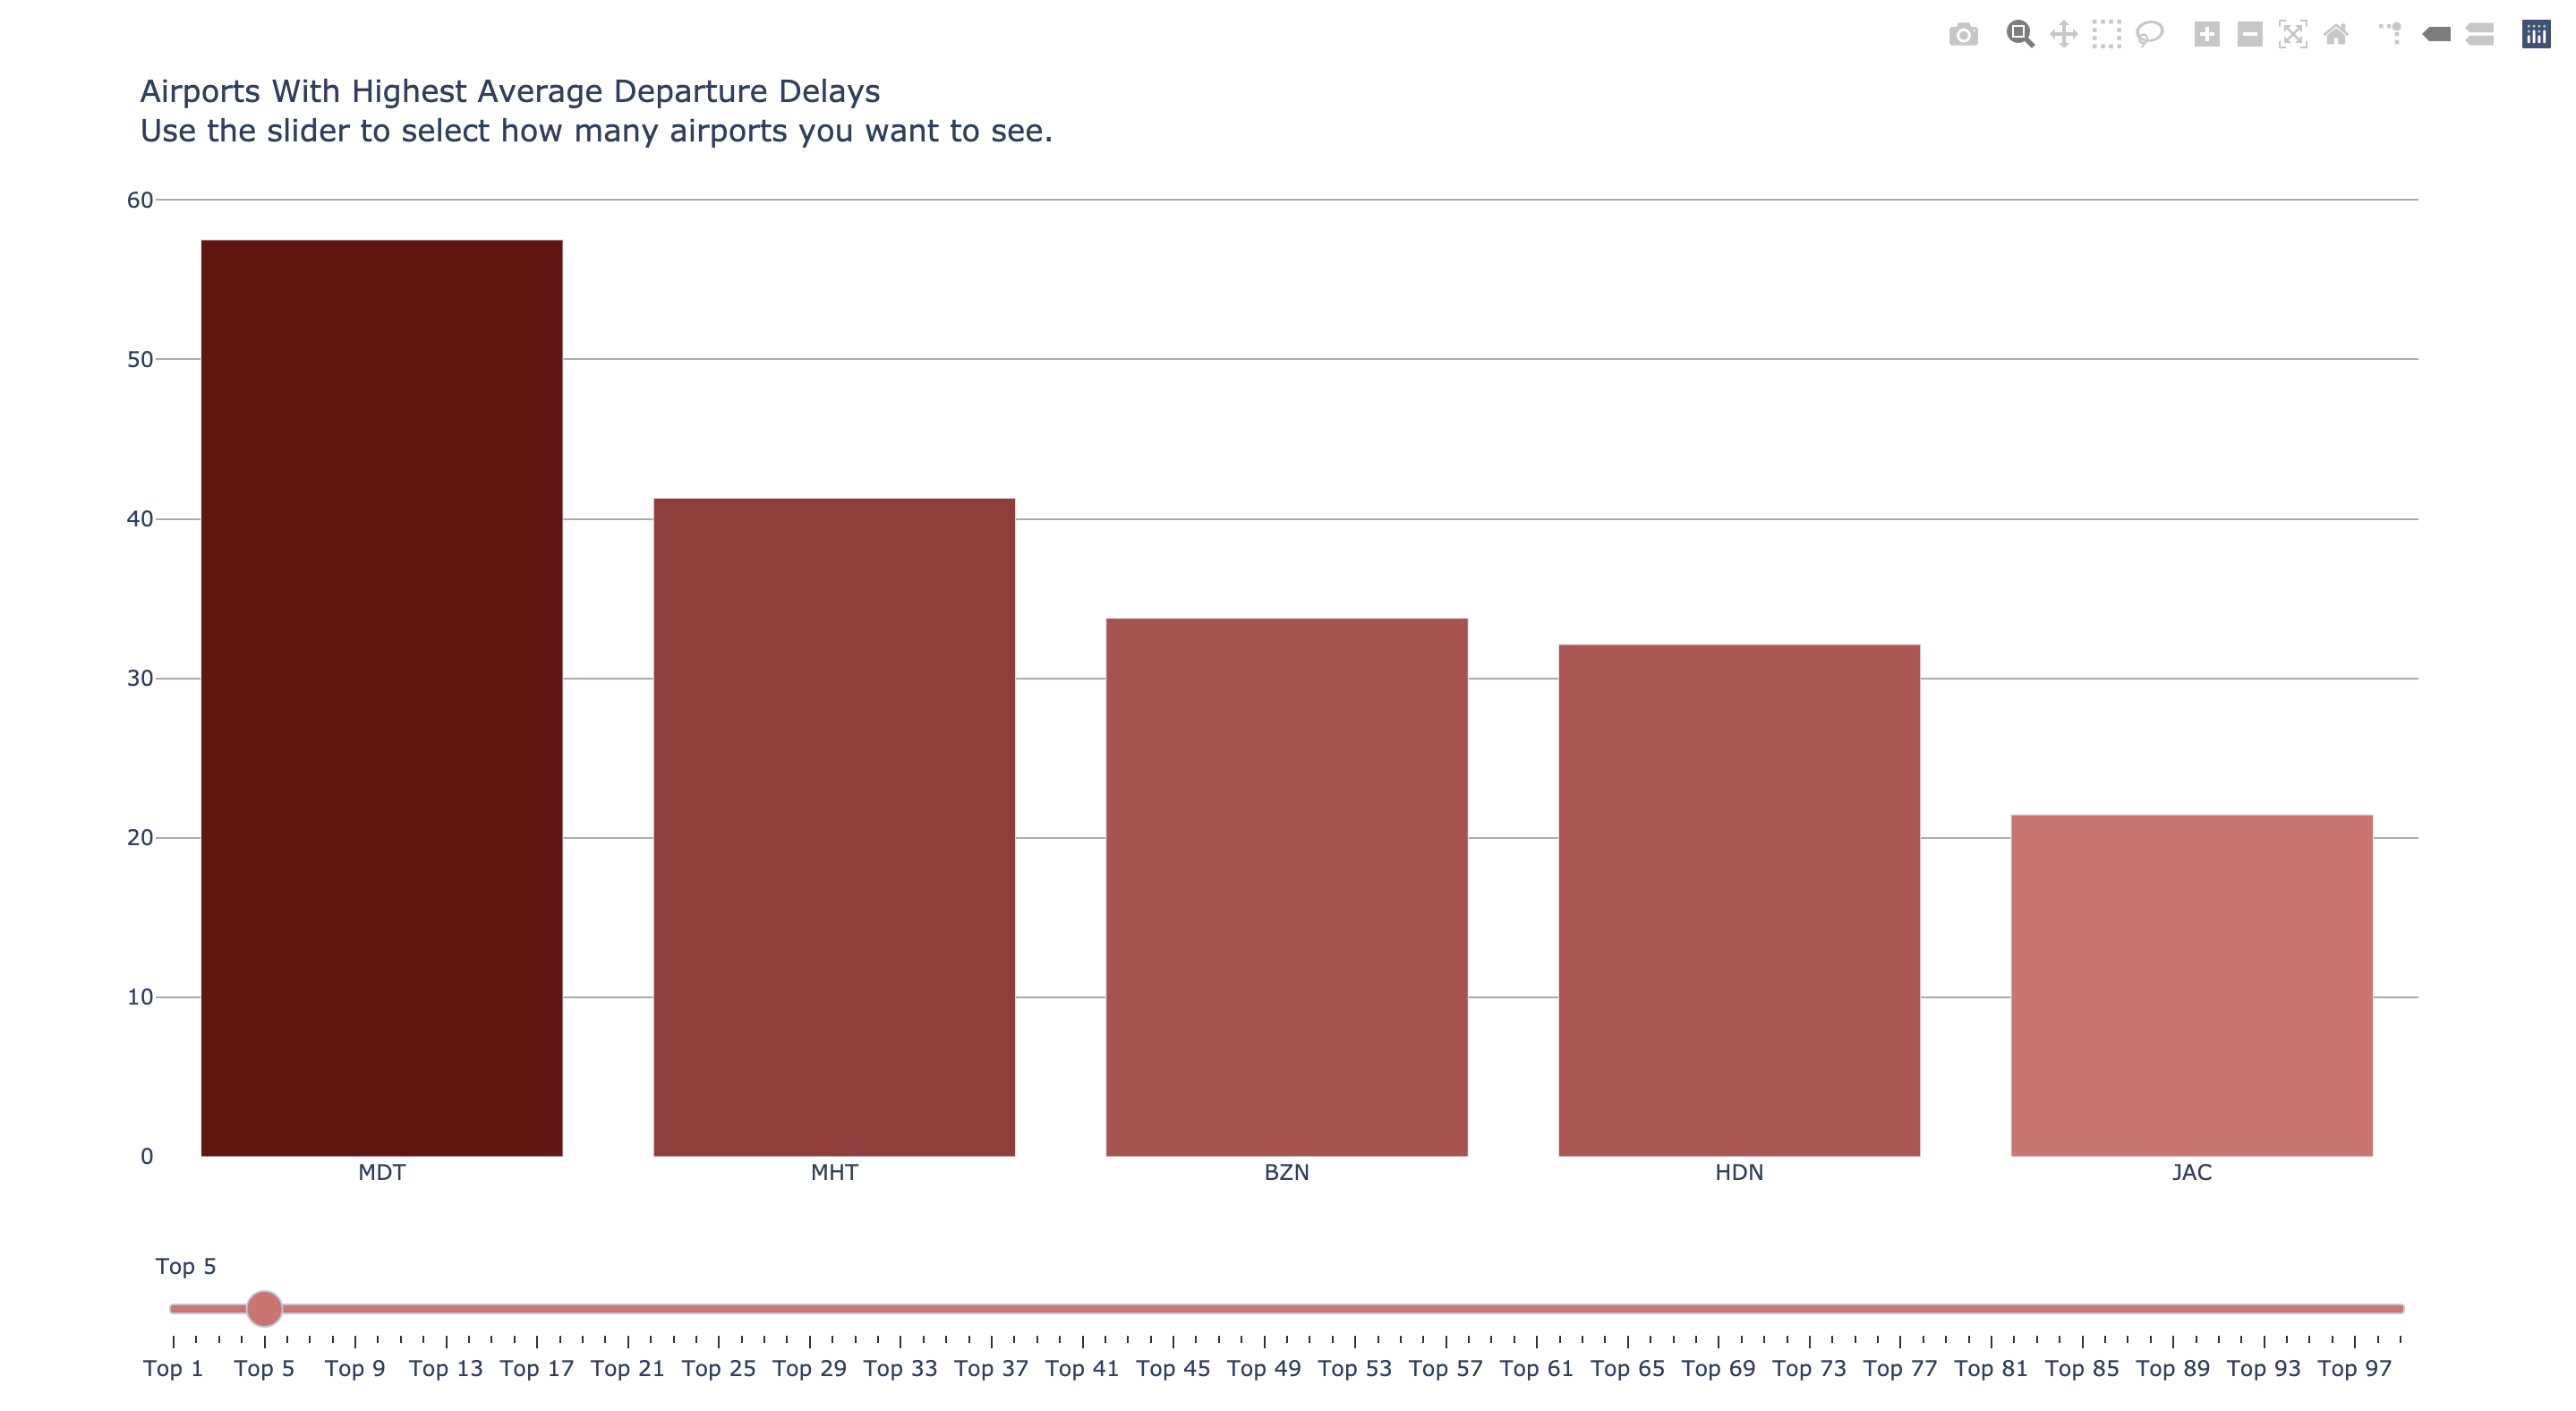 Airports With Highest Average Departure Delays
Use the slider to select how many airports you want to see.
60
50
40
30
20
10
0
MDT MHT BZN HDN JAC
Top 5
Top 1 Top 5 Top 9 Top 13 Top 17 Top 21 Top 25 Top 29 Top 33 Top 37 Top 41 Top 45 Top 49 Top 53 Top 57 Top 61 Top 65 Top 69 Top 73 Top 77 Top 81 Top 85 Top 89 Top 93 Top 97